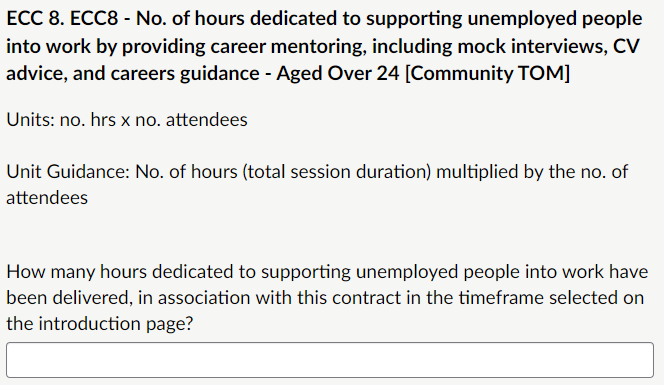 ECC 8. ECC8 - No. of hours dedicated to supporting unemployed people
into work by providing career mentoring, including mock interviews, CV
advice, and careers guidance - Aged Over 24 [Community TOM]
Units: no. hrs x no. attendees
Unit Guidance: No. of hours (total session duration) multiplied by the no. of
attendees
How many hours dedicated to supporting unemployed people into work have
been delivered, in association with this contract in the timeframe selected on
the introduction page?